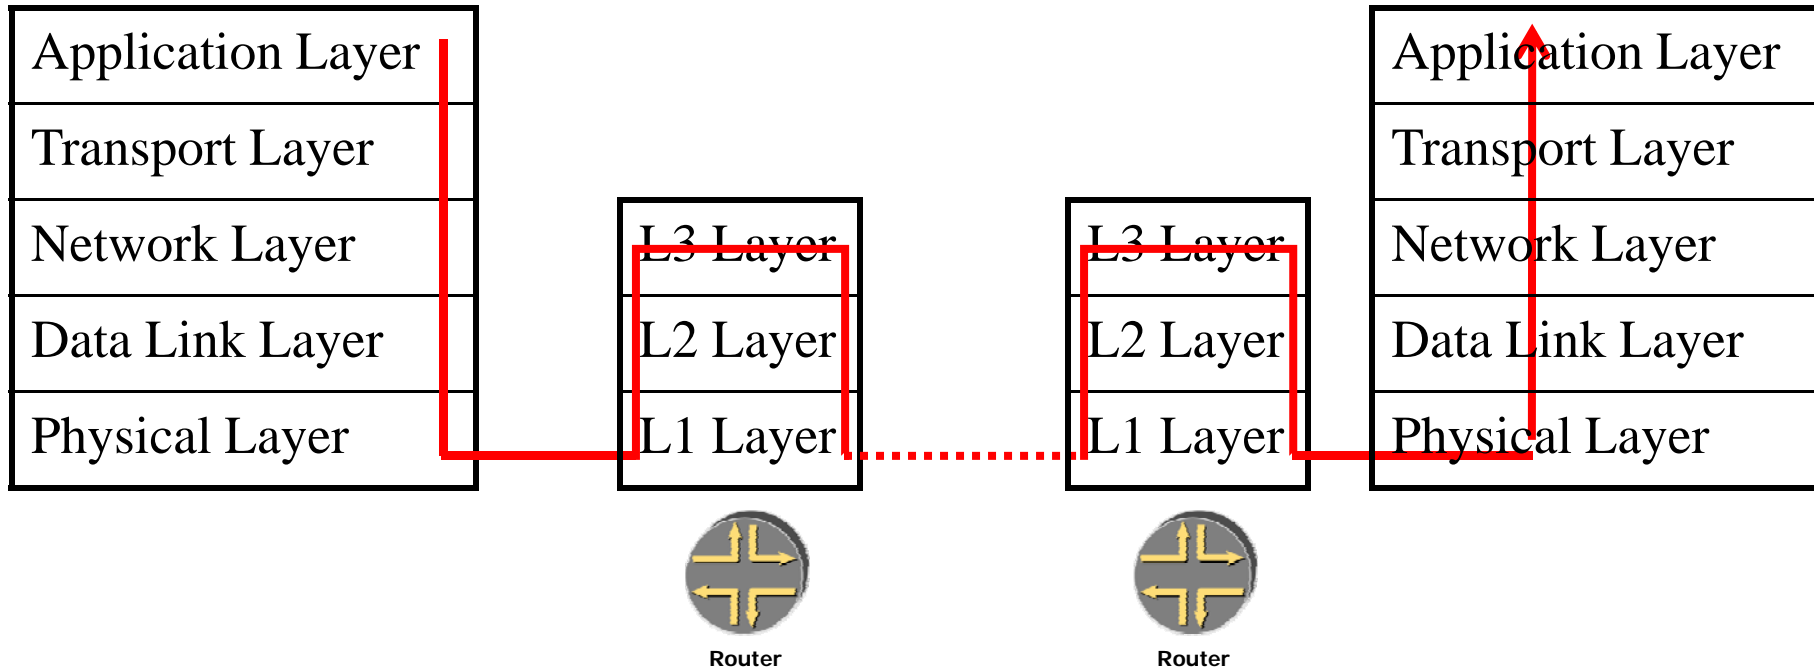 Application Layer
Transport Layer
Network Layer
Data Link Layer
Physical Layer
L3 Layer
L2 Layer
L1 Layer
Router
L3 Layer
L2 Layer
L1 Layer
Router
Application Layer
Transport Layer
Network Layer
Data Link Layer
Physical Layer